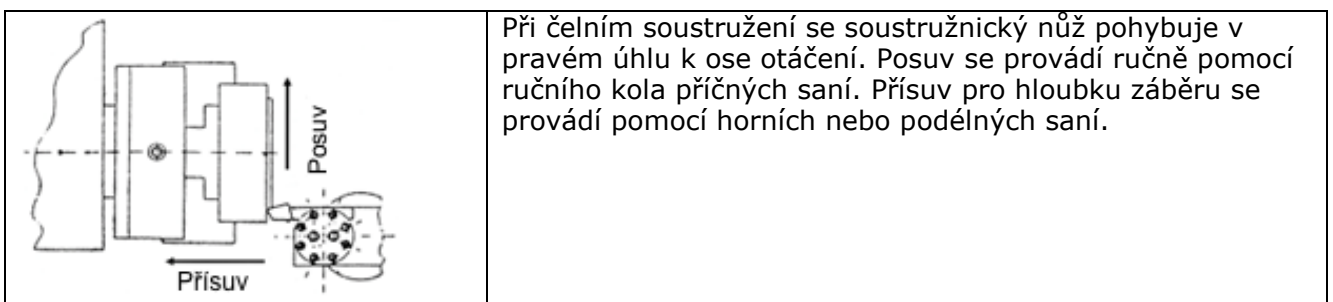 Posuv
Přísuv
Při čelním soustružení se soustružnický nůž pohybuje v
pravém úhlu k ose otáčení. Posuv se provádí ručně pomocí
ručního kola příčných saní. Přísuv pro hloubku záběru se
provádí pomocí horních nebo podélných saní.